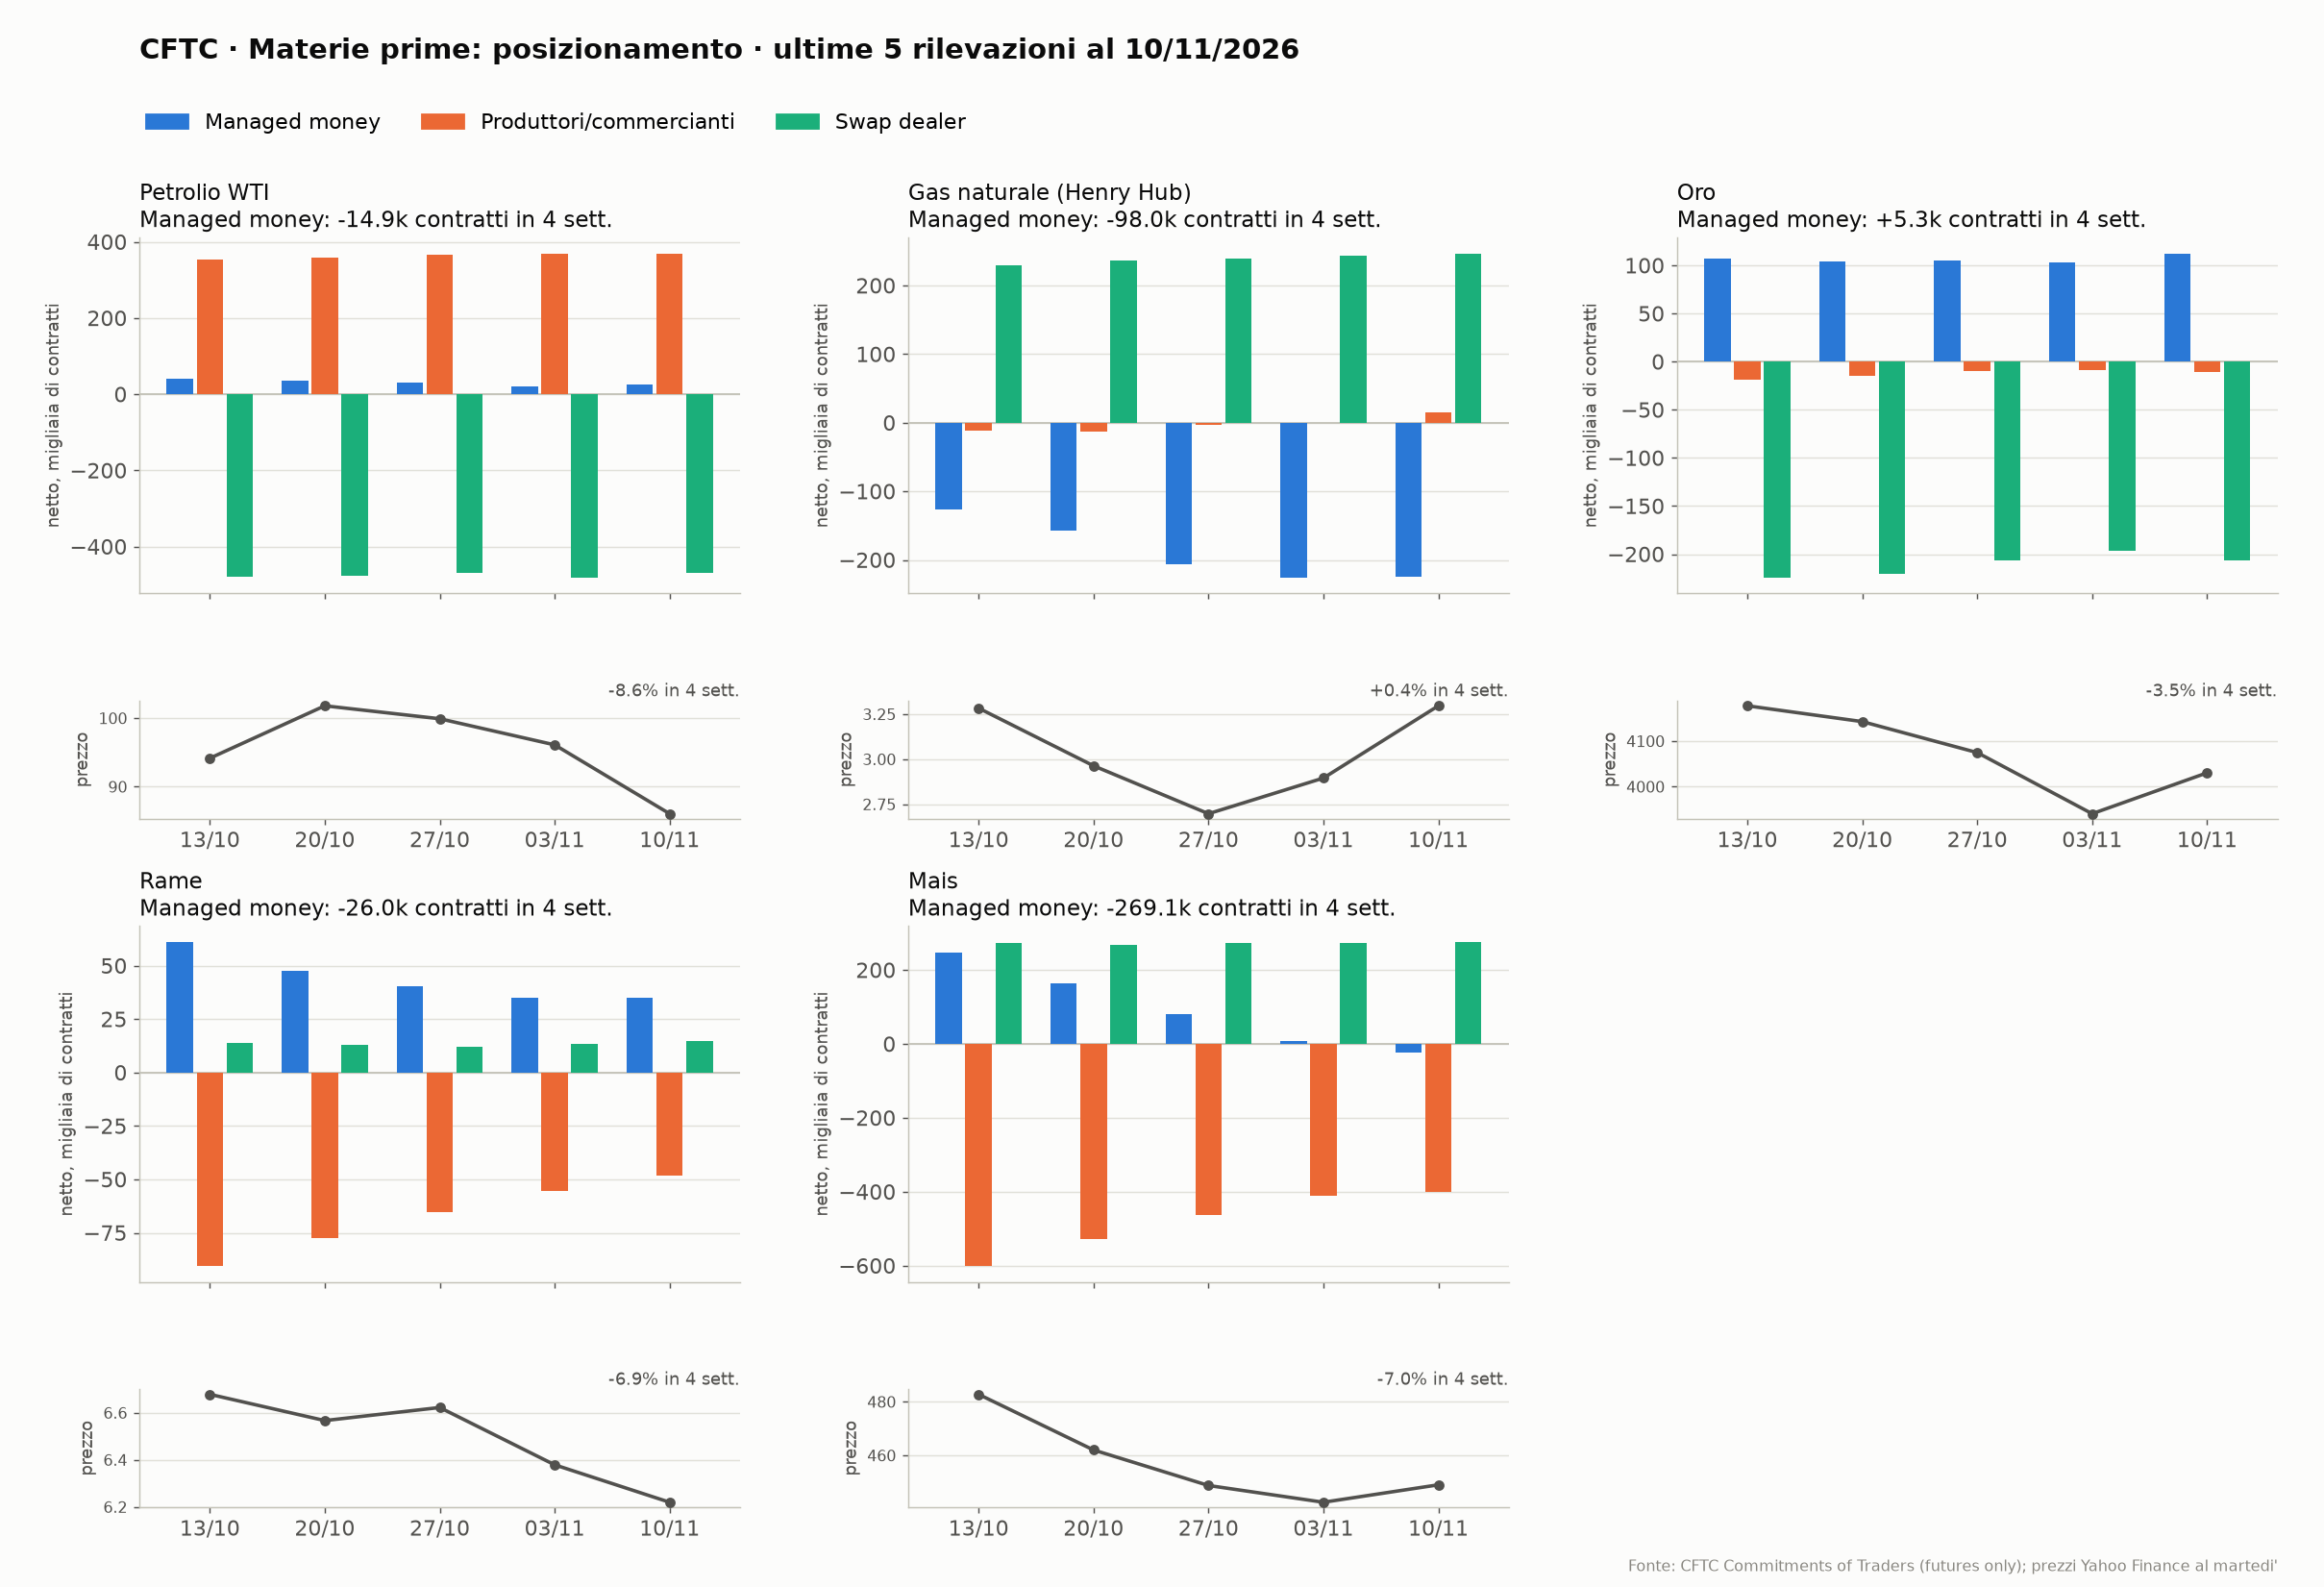 CFTC · Materie prime: posizionamento · ultime 5 rilevazioni al 10/11/2026
Managed money
Produttori/commercianti
Swap dealer
Petrolio WTI
Managed money: -14.9k contratti in 4 sett.
netto, migliaia di contratti
400
200
0
−200
−400
-8.6% in 4 sett.
prezzo
100
90
13/10 20/10 27/10 03/11 10/11
Gas naturale (Henry Hub)
Managed money: -98.0k contratti in 4 sett.
netto, migliaia di contratti
200
100
0
−100
−200
+0.4% in 4 sett.
prezzo
3.25
3.00
2.75
13/10 20/10 27/10 03/11 10/11
Oro
Managed money: +5.3k contratti in 4 sett.
netto, migliaia di contratti
100
50
0
−50
−100
−150
−200
-3.5% in 4 sett.
prezzo
4100
4000
13/10 20/10 27/10 03/11 10/11
Rame
Managed money: -26.0k contratti in 4 sett.
netto, migliaia di contratti
50
25
0
−25
−50
−75
-6.9% in 4 sett.
prezzo
6.6
6.4
6.2
13/10 20/10 27/10 03/11 10/11
Mais
Managed money: -269.1k contratti in 4 sett.
netto, migliaia di contratti
200
0
−200
−400
−600
-7.0% in 4 sett.
prezzo
480
460
13/10 20/10 27/10 03/11 10/11
Fonte: CFTC Commitments of Traders (futures only); prezzi Yahoo Finance al martedi'